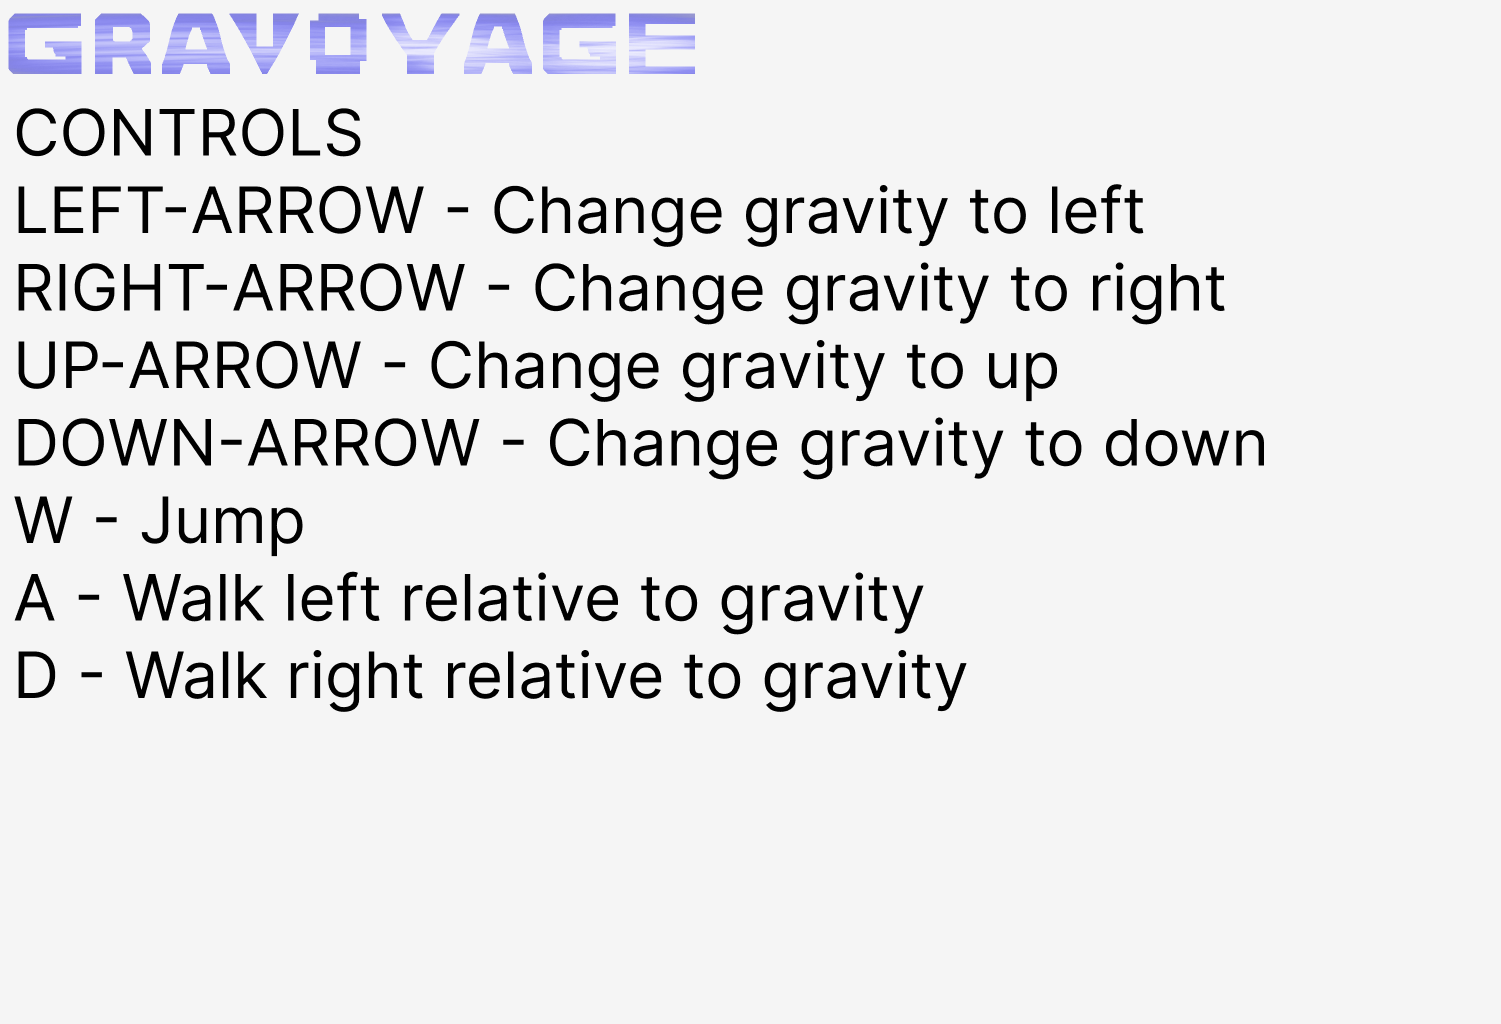 GRAVOYAGE
CONTROLS
LEFT-ARROW - Change gravity to left
RIGHT-ARROW - Change gravity to right
UP-ARROW - Change gravity to up
DOWN-ARROW - Change gravity to down
W - Jump
A - Walk left relative to gravity
D - Walk right relative to gravity